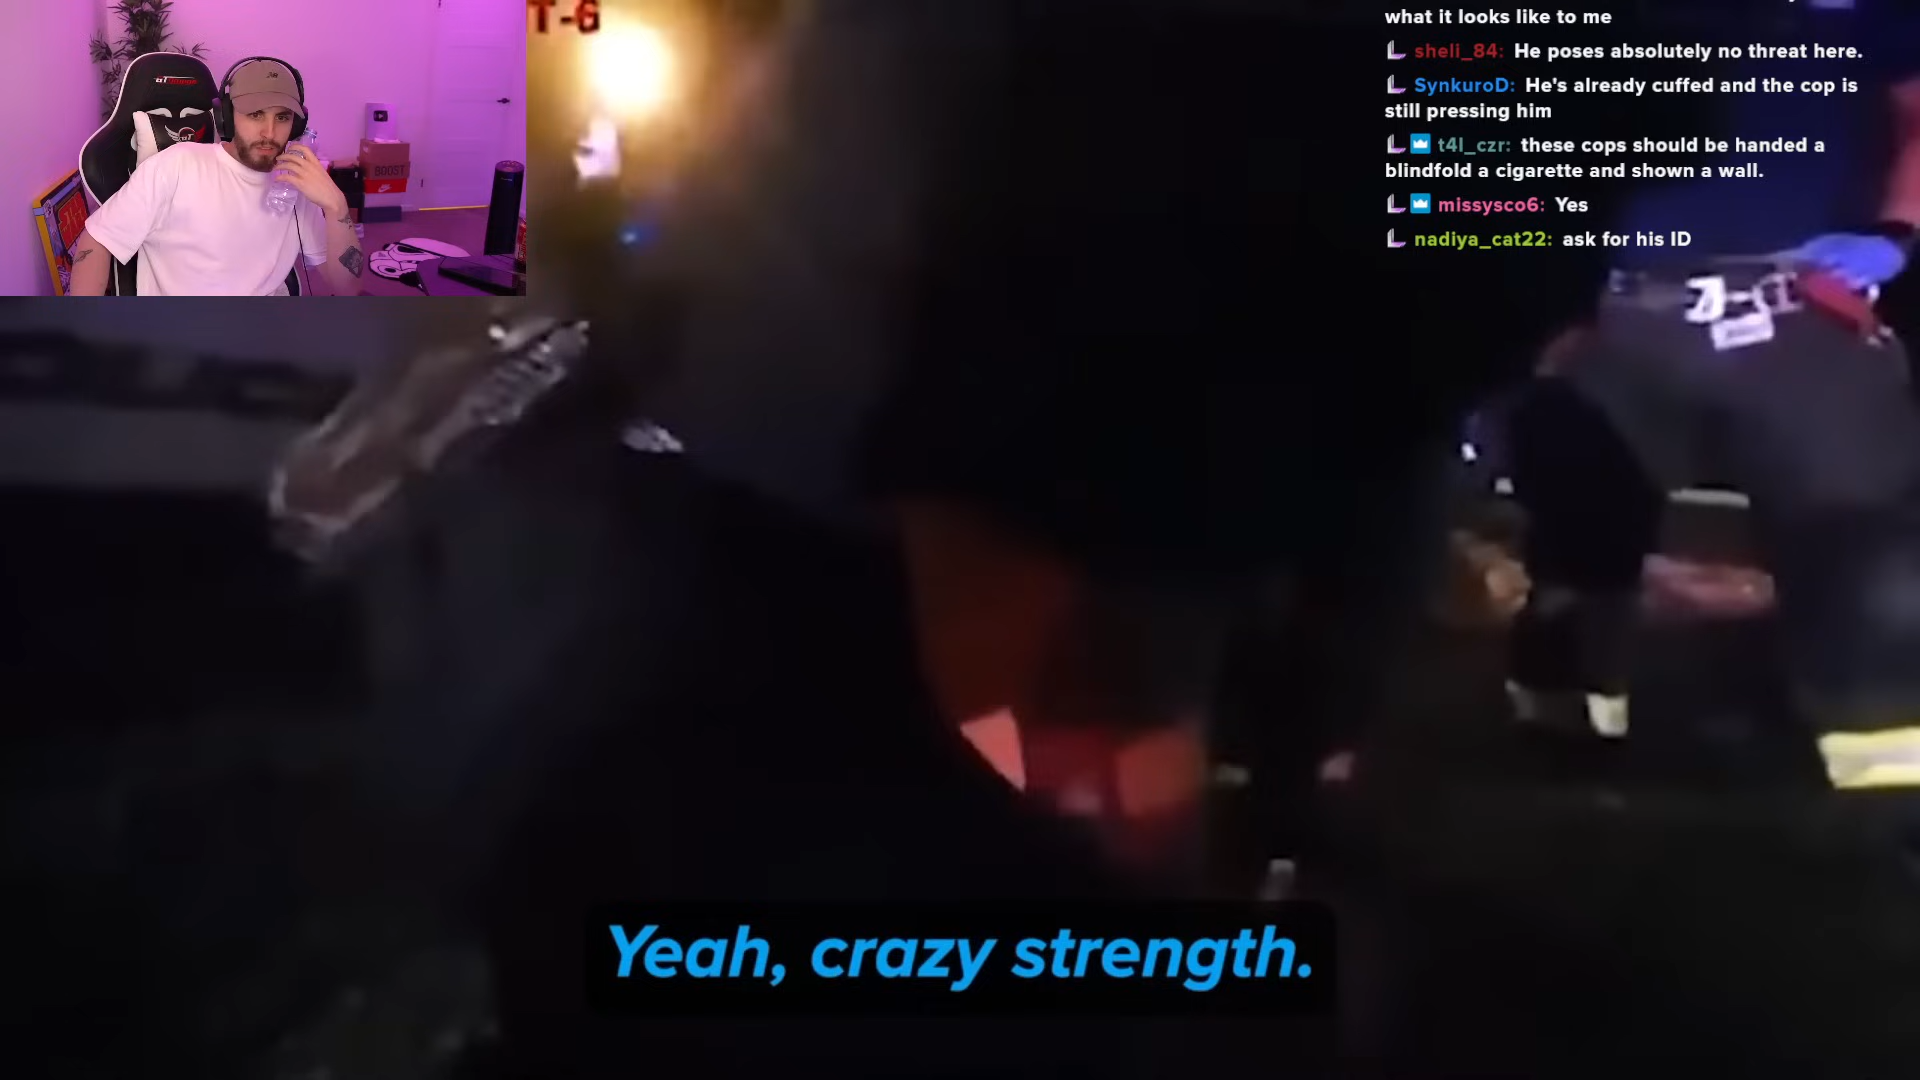 T-6
BOOST
what it looks like to me
sheli_84: He poses absolutely no threat here.
SynkuroD: He's already cuffed and the cop is
still pressing him
t4l_czr: these cops should be handed a
blindfold a cigarette and shown a wall.
missysco6: Yes
nadiya_cat22: ask for his ID
Yeah, crazy strength.